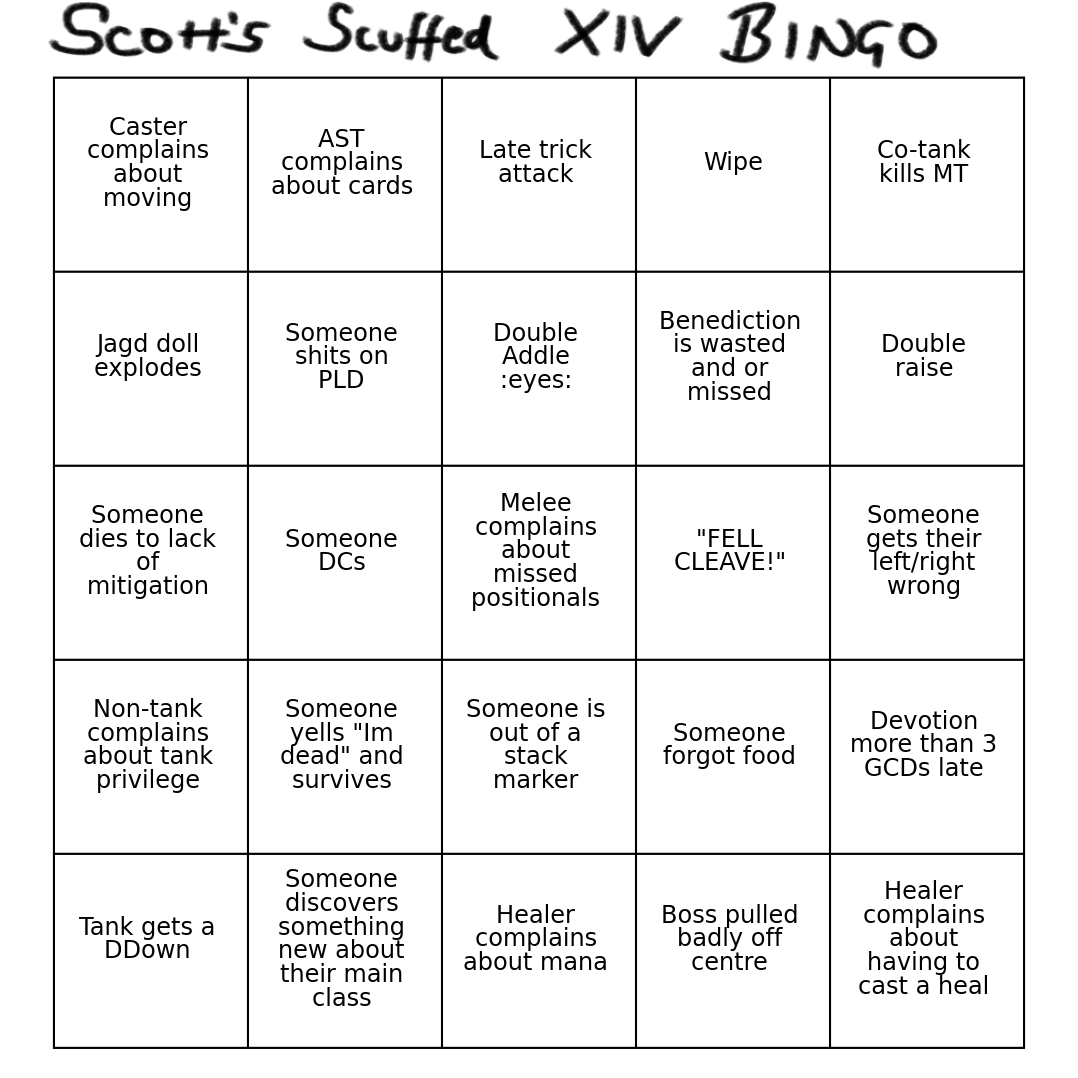 Scott's Scuffed XIV BINGO
Caster
complains
about
moving
AST
complains
about cards
Late trick
attack
Wipe
Co-tank
kills MT
Jagd doll
explodes
Someone
shits on
PLD
Double
Addle
:eyes:
Benediction
is wasted
and or
missed
Double
raise
Someone
dies to lack
of
mitigation
Someone
DCs
Melee
complains
about
missed
positionals
"FELL
CLEAVE!"
Someone
gets their
left/right
wrong
Non-tank
complains
about tank
privilege
Someone
yells "Im
dead" and
survives
Someone is
out of a
stack
marker
Someone
forgot food
Devotion
more than 3
GCDs late
Tank gets a
DDown
Someone
discovers
something
new about
their main
class
Healer
complains
about mana
Boss pulled
badly off
centre
Healer
complains
about
having to
cast a heal